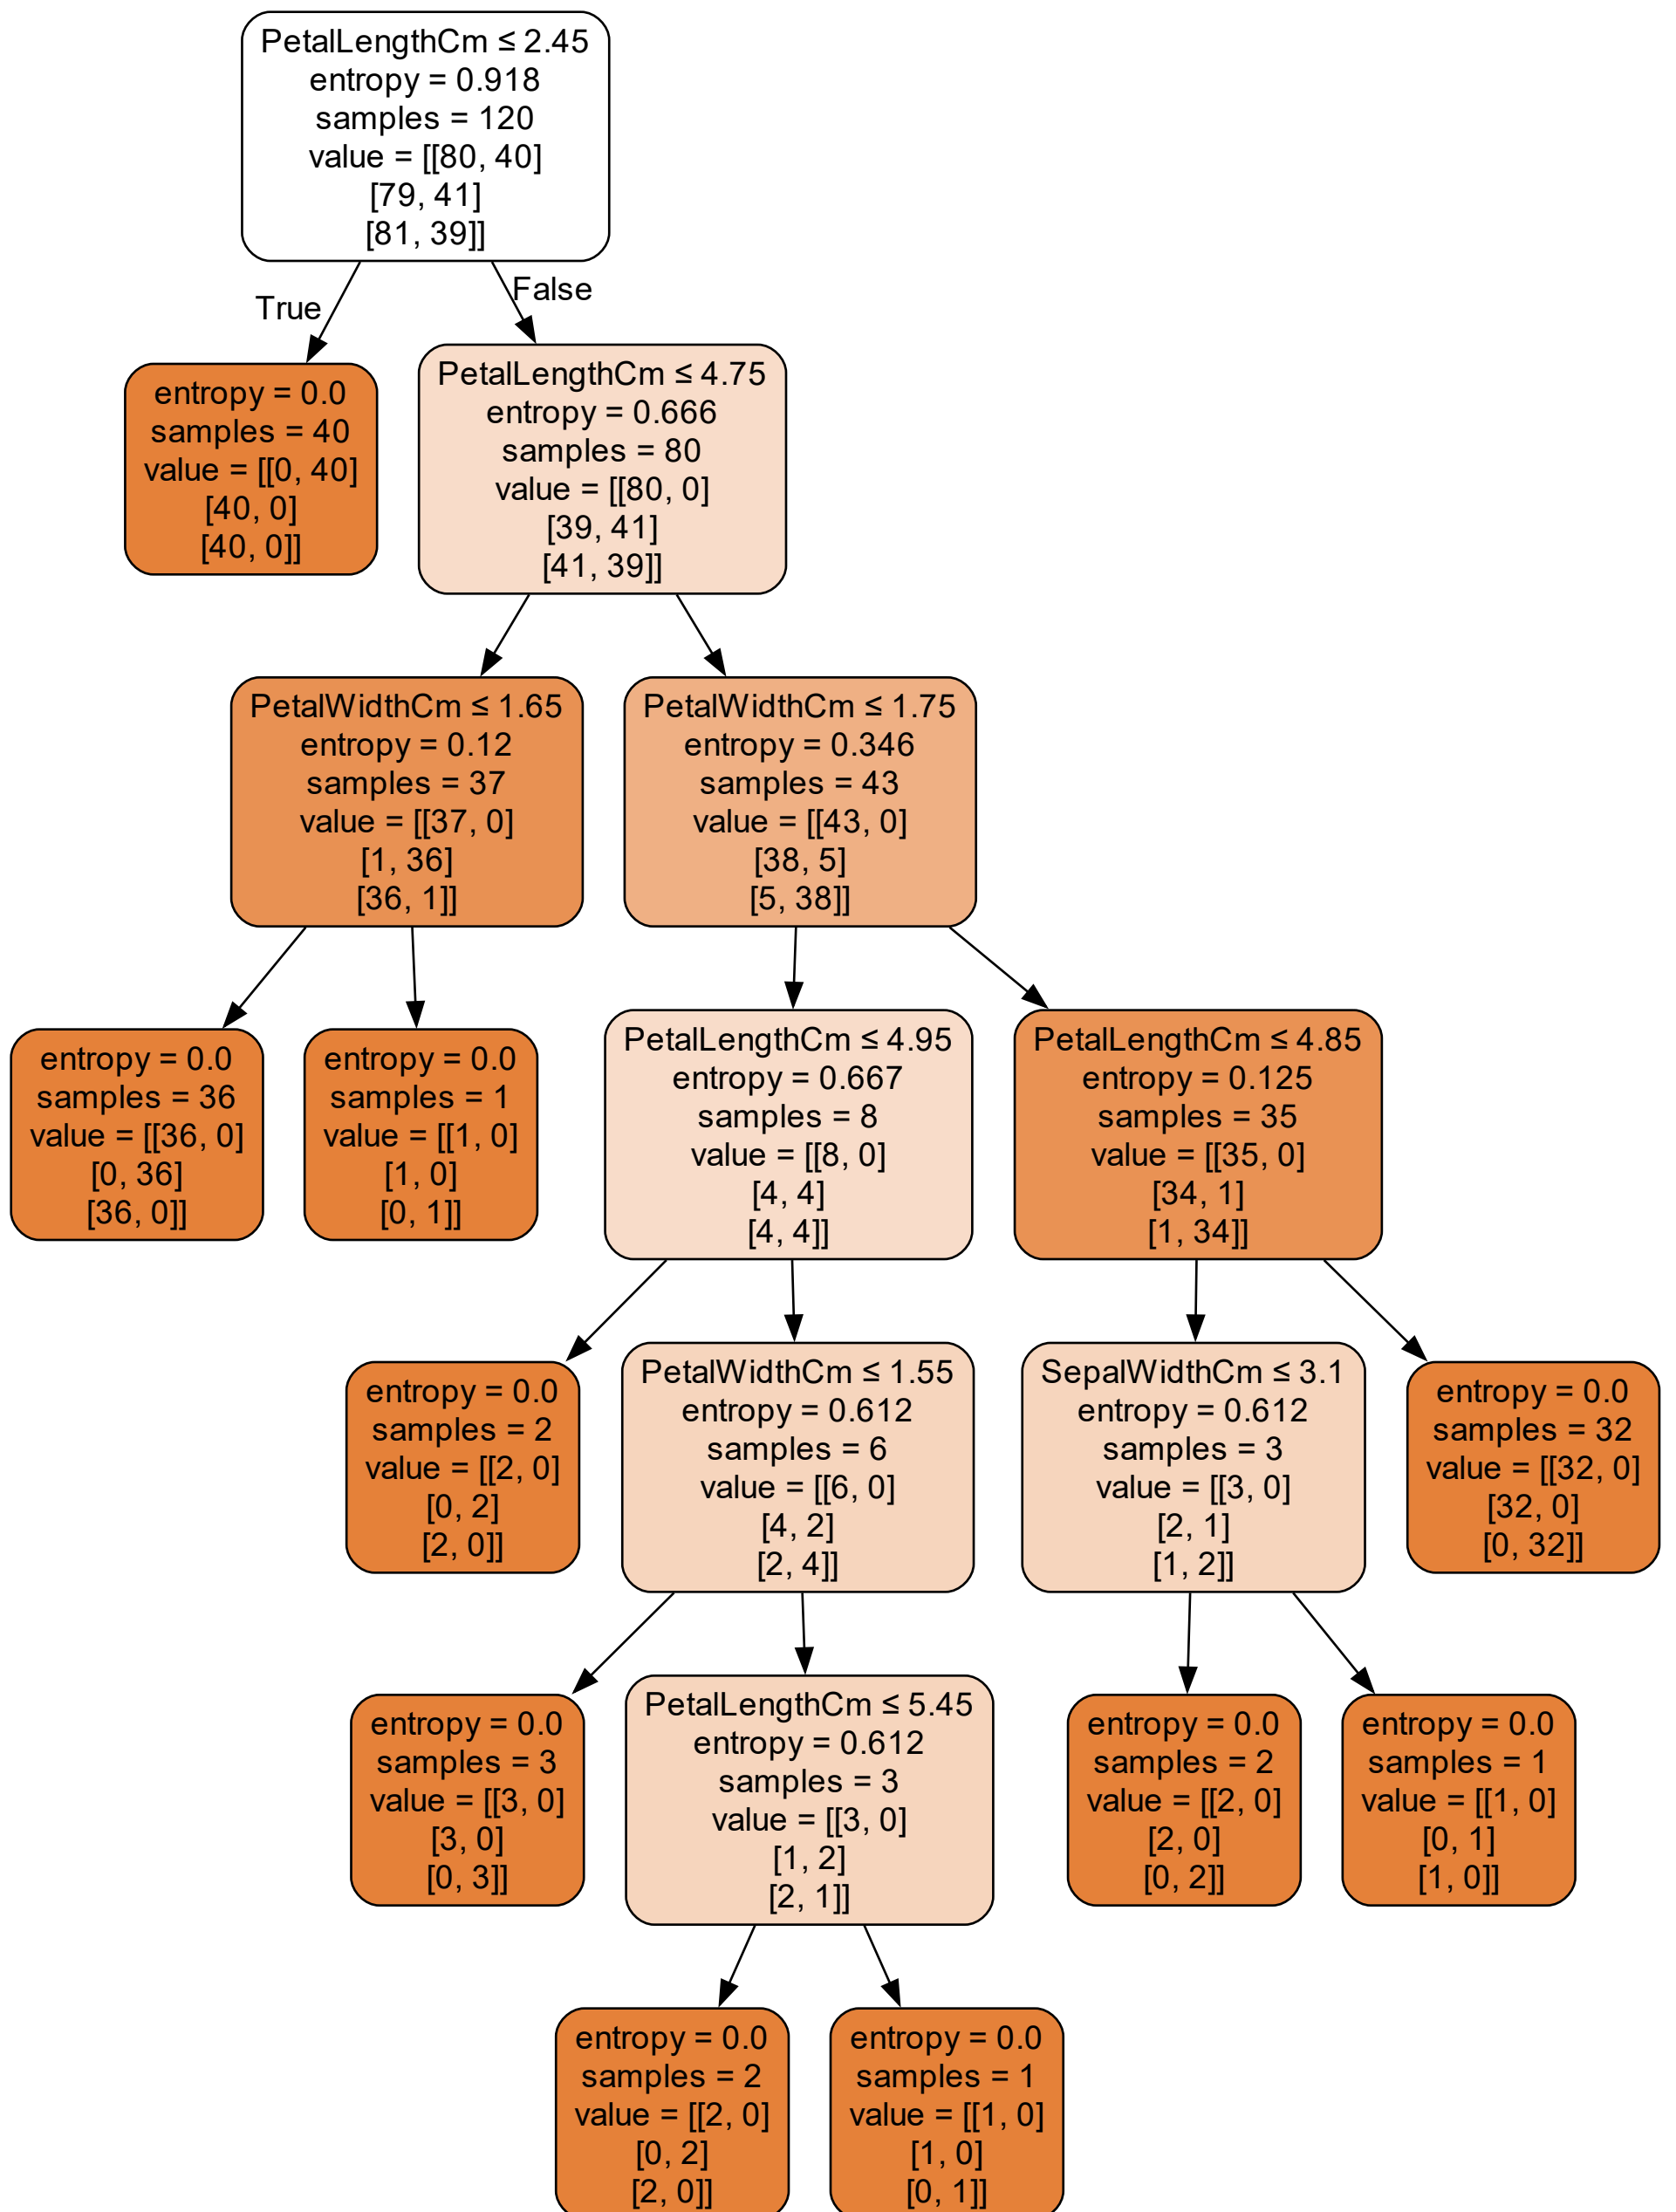 PetalLengthCm ≤ 2.45
entropy = 0.918
samples = 120
value = [[80, 40]
[79, 41]
[81, 39]]
True
False
entropy = 0.0
samples = 40
value = [[0, 40]
[40, 0]
[40, 0]]
PetalLengthCm ≤ 4.75
entropy = 0.666
samples = 80
value = [[80, 0]
[39, 41]
[41, 39]]
PetalWidthCm ≤ 1.65
entropy = 0.12
samples = 37
value = [[37, 0]
[1, 36]
[36, 1]]
PetalWidthCm ≤ 1.75
entropy = 0.346
samples = 43
value = [[43, 0]
[38, 5]
[5, 38]]
entropy = 0.0
samples = 36
value = [[36, 0]
[0, 36]
[36, 0]]
entropy = 0.0
samples = 1
value = [[1, 0]
[1, 0]
[0, 1]]
PetalLengthCm ≤ 4.95
entropy = 0.667
samples = 8
value = [[8, 0]
[4, 4]
[4, 4]]
PetalLengthCm ≤ 4.85
entropy = 0.125
samples = 35
value = [[35, 0]
[34, 1]
[1, 34]]
entropy = 0.0
samples = 2
value = [[2, 0]
[0, 2]
[2, 0]]
PetalWidthCm ≤ 1.55
entropy = 0.612
samples = 6
value = [[6, 0]
[4, 2]
[2, 4]]
SepalWidthCm ≤ 3.1
entropy = 0.612
samples = 3
value = [[3, 0]
[2, 1]
[1, 2]]
entropy = 0.0
samples = 32
value = [[32, 0]
[32, 0]
[0, 32]]
entropy = 0.0
samples = 3
value = [[3, 0]
[3, 0]
[0, 3]]
PetalLengthCm ≤ 5.45
entropy = 0.612
samples = 3
value = [[3, 0]
[1, 2]
[2, 1]]
entropy = 0.0
samples = 2
value = [[2, 0]
[2, 0]
[0, 2]]
entropy = 0.0
samples = 1
value = [[1, 0]
[0, 1]
[1, 0]]
entropy = 0.0
samples = 2
value = [[2, 0]
[0, 2]
[2, 0]]
entropy = 0.0
samples = 1
value = [[1, 0]
[1, 0]
[0, 1]]